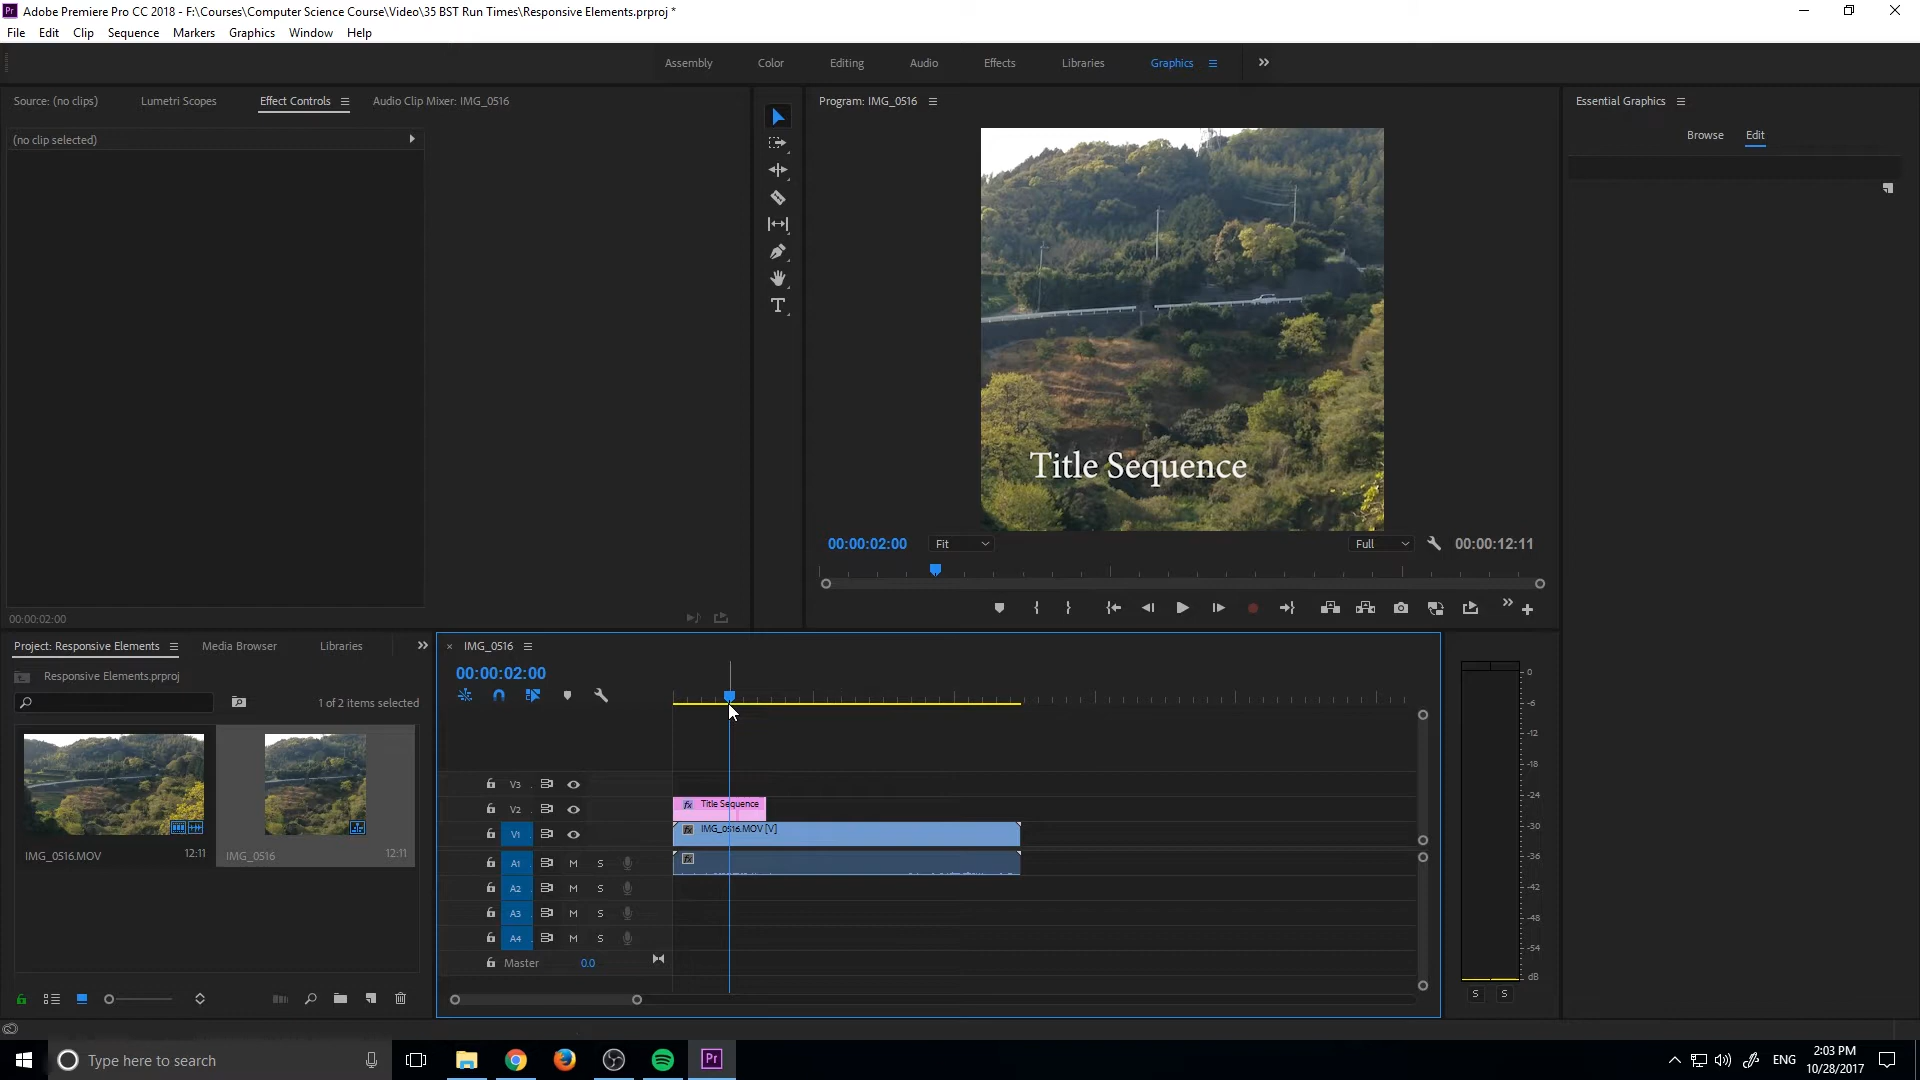 Adobe Premiere Pro CC 2018 - F:\Courses\Computer Science Course\Video\35 BST Run Times\Responsive Elements.prproj *
File Edit Clip Sequence Markers Graphics Window Help
Assembly Color Editing Audio Effects Libraries Graphics
Source: (no clips) Lumetri Scopes Effect Controls Audio Clip Mixer: IMG_0516
(no clip selected)
00:00:02:00
Program: IMG_0516
Title Sequence
00:00:02:00 Fit Full 00:00:12:11
Essential Graphics
Browse Edit
Project: Responsive Elements Media Browser Libraries
Responsive Elements.prproj
1 of 2 items selected
IMG_0516.MOV 12:11 IMG_0516 12:11
× IMG_0516
00:00:02:00
V3
V2 fx Title Sequence
V1 fx IMG_0516.MOV [V]
A1 M S fx
A2 M S
A3 M S
A4 M S
Master 0.0
0
-6
-12
-18
-24
-30
-36
-42
-48
-54
dB
S S
Type here to search
Pr
ENG
2:03 PM
10/28/2017